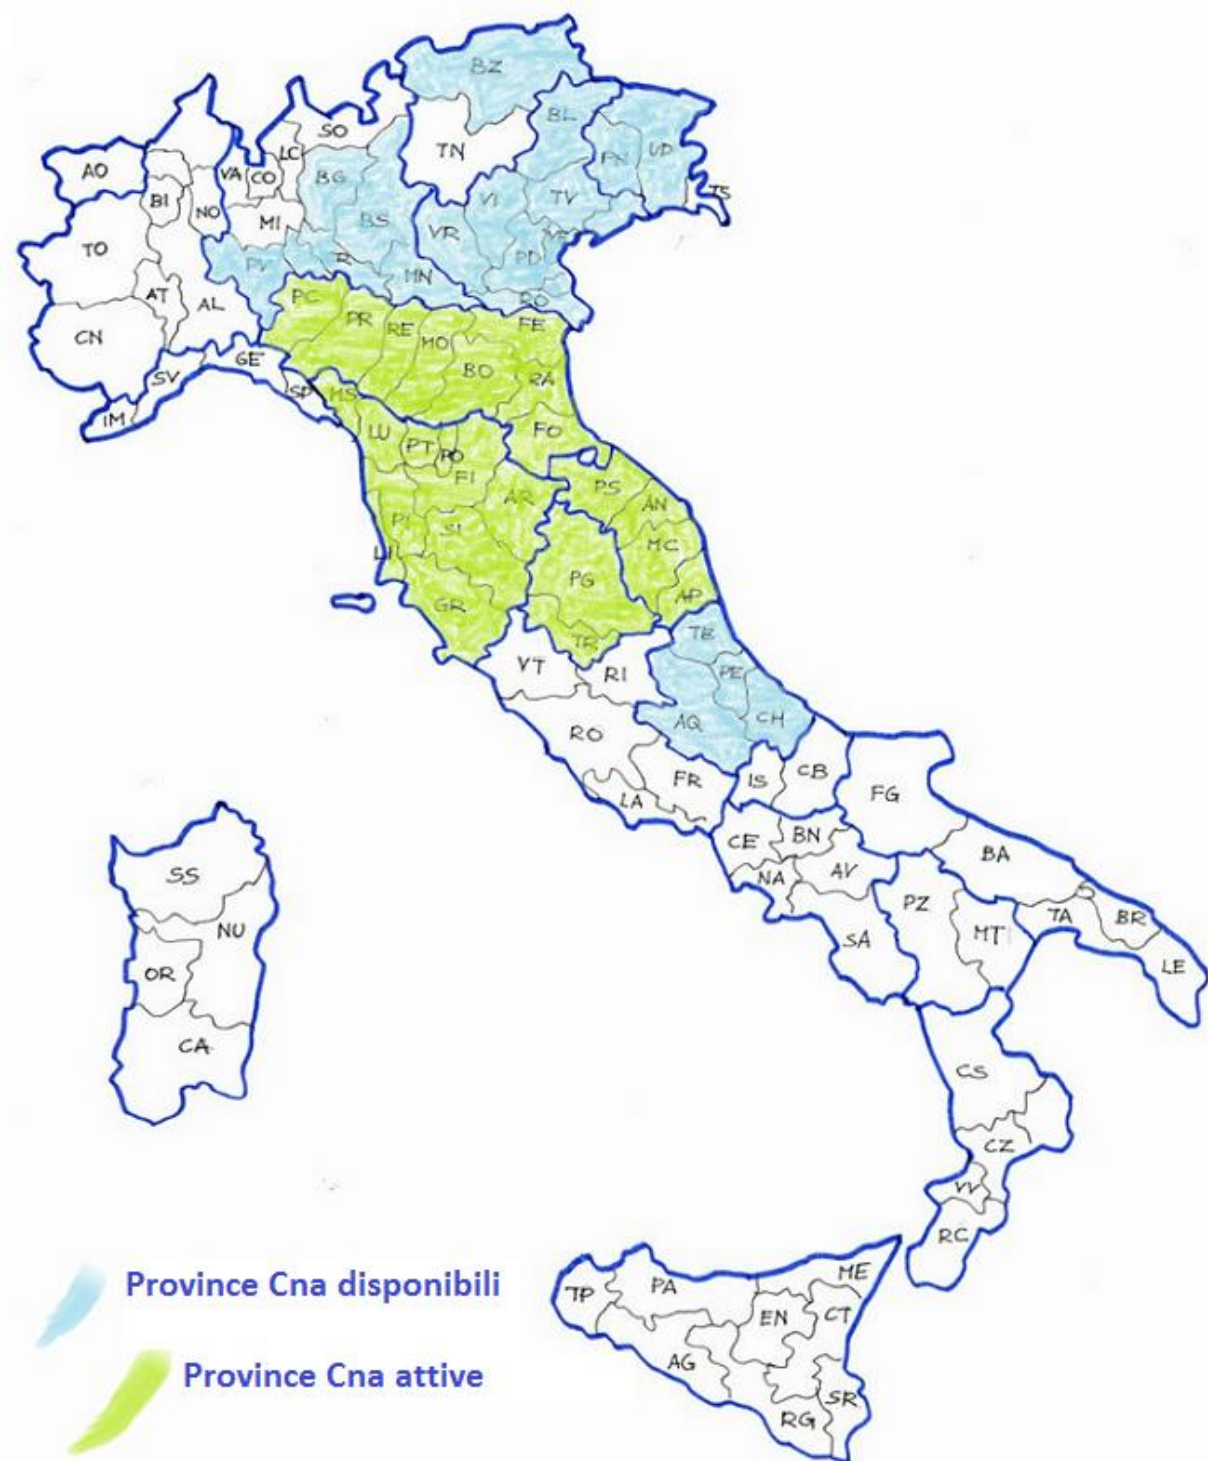 BZ
BL
SO
TN
PN
UD
LC
AO
VA
CO
BG
TS
BI
NO
MI
BS
VI
TV
VR
TO
PV
MN
PD
AT
AL
PC
RO
CN
PR
RE
MO
FE
GE
BO
SV
SP
MS
RA
IM
LU
PT
PO
FO
FI
AR
PS
AN
PI
SI
LI
MC
PG
GR
AP
TR
TE
VT
RI
PE
AQ
CH
RO
FR
IS
CB
LA
FG
CE
BN
BA
NA
AV
SS
PZ
TA
BR
NU
MT
SA
OR
LE
CA
CS
CZ
VV
RC
ME
Province Cna disponibili
TP
PA
EN
CT
AG
Province Cna attive
SR
RG